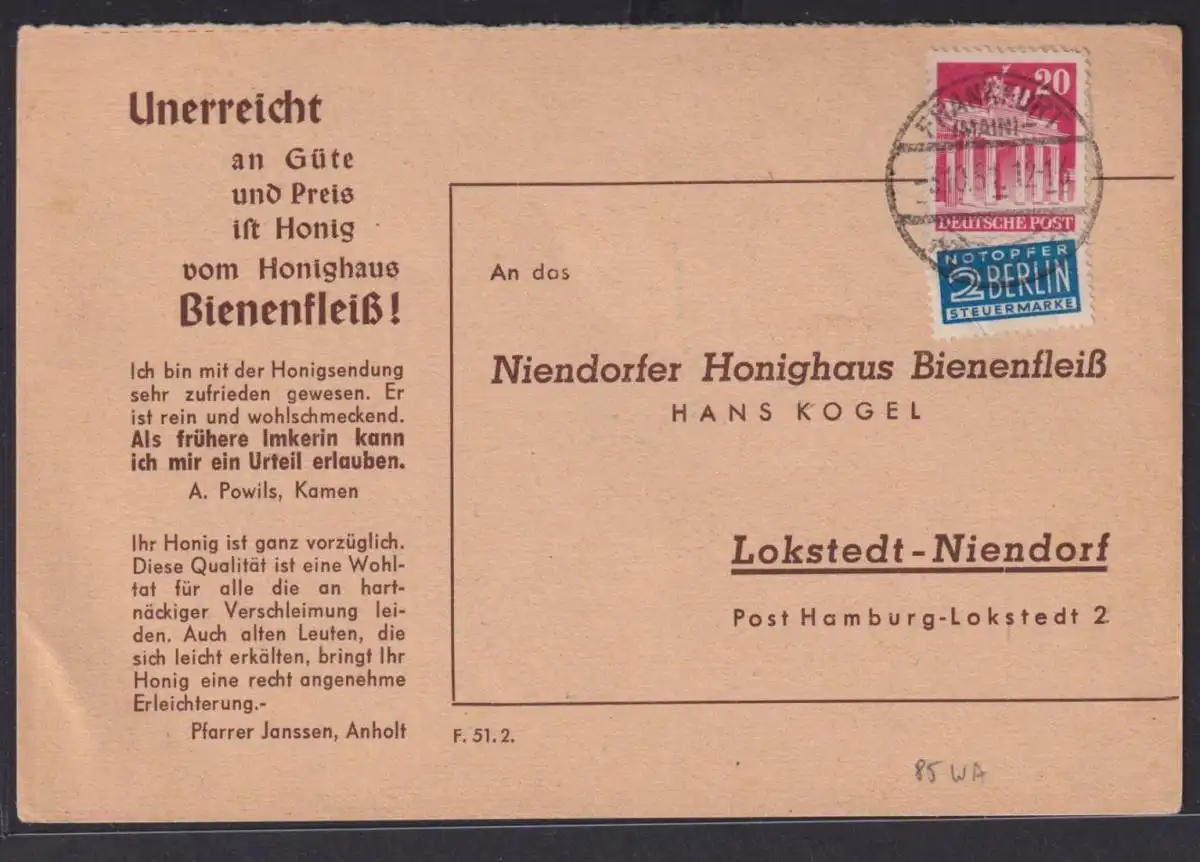 Unerreicht
an Güte
und Preis
ist Honig
vom Honighaus
Bienenfleiß!
Ich bin mit der Honigsendung
sehr zufrieden gewesen. Er
ist rein und wohlschmeckend.
Als frühere Imkerin kann
ich mir ein Urteil erlauben.
A. Powils, Kamen
Ihr Honig ist ganz vorzüglich.
Diese Qualität ist eine Wohl-
tat für alle die an hart-
näckiger Verschleimung lei-
den. Auch alten Leuten, die
sich leicht erkälten, bringt Ihr
Honig eine recht angenehme
Erleichterung.-
Pfarrer Janssen, Anholt
20
DEUTSCHE POST
FRANKFURT
(MAIN)
NOTOPFER
2 BERLIN
STEUERMARKE
An das
Niendorfer Honighaus Bienenfleiß
HANS KOGEL
Lokstedt-Niendorf
Post Hamburg-Lokstedt 2
F. 51. 2.
85 WA